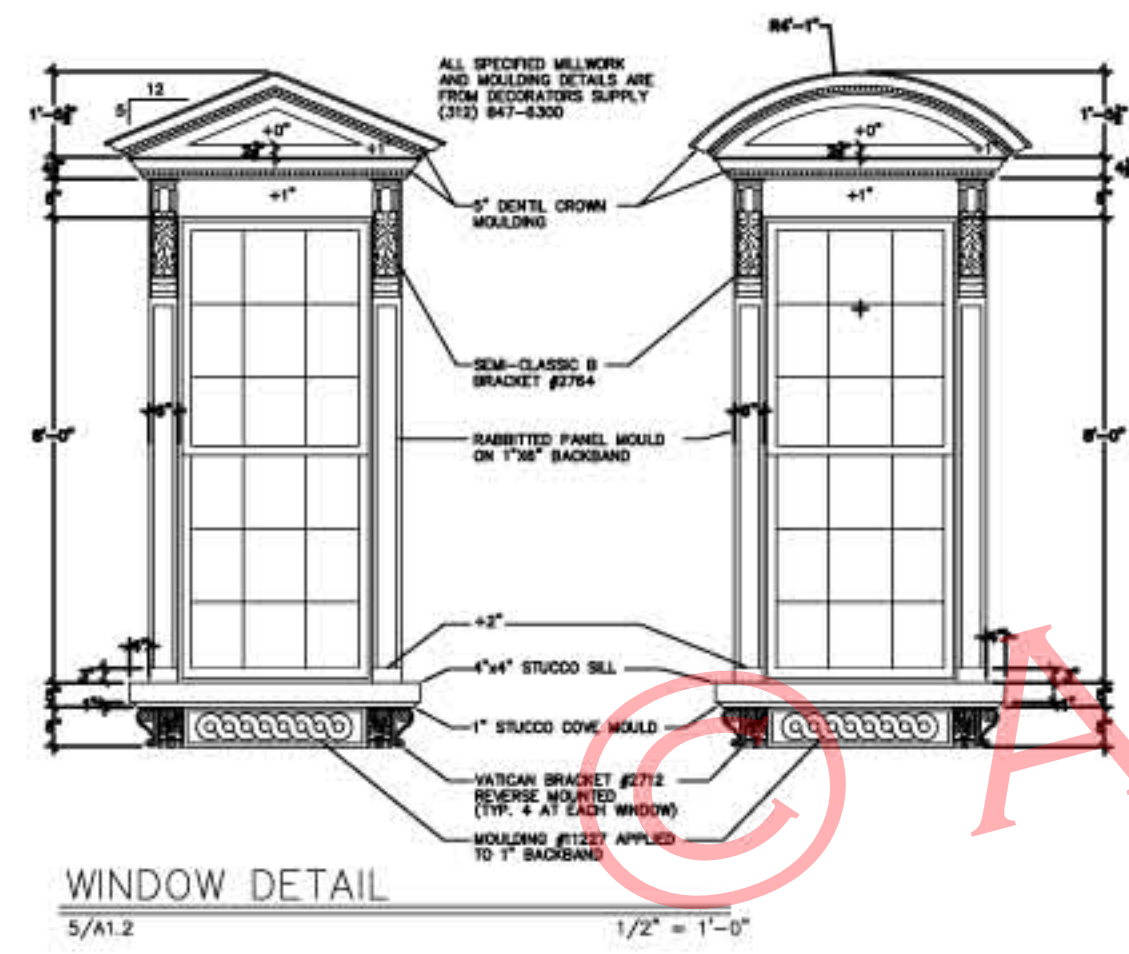 R4'-1"
ALL SPECIFIED MILLWORK
AND MOULDING DETAILS ARE
FROM DECORATORS SUPPLY
(312) 847-6300
12
5
+0"
+1"
+0"
+1"
+1"
+1"
5" DENTIL CROWN
MOULDING
SEMI-CLASSIC B
BRACKET #2764
6"
6"
8'-0"
8'-0"
RABBITTED PANEL MOULD
ON 1"X6" BACKBAND
+2"
4"x4" STUCCO SILL
1" STUCCO COVE MOULD
VATICAN BRACKET #2712
REVERSE MOUNTED
(TYP. 4 AT EACH WINDOW)
MOULDING #11227 APPLIED
TO 1" BACKBAND
WINDOW DETAIL
5/A1.2
1/2" = 1'-0"
© A